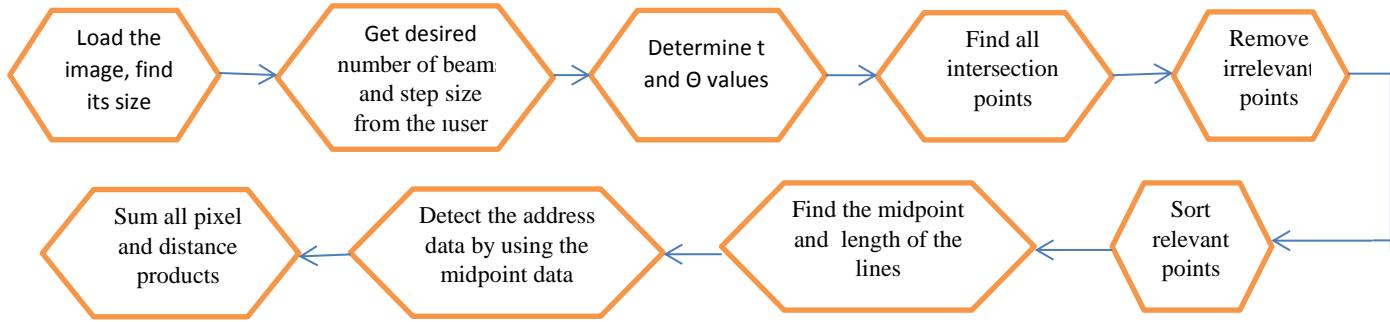 Load the
image, find
its size
Get desired
number of beams
and step size
from the user
Determine t
and Θ values
Find all
intersection
points
Remove
irrelevant
points
Sort
relevant
points
Find the midpoint
and length of the
lines
Detect the address
data by using the
midpoint data
Sum all pixel
and distance
products